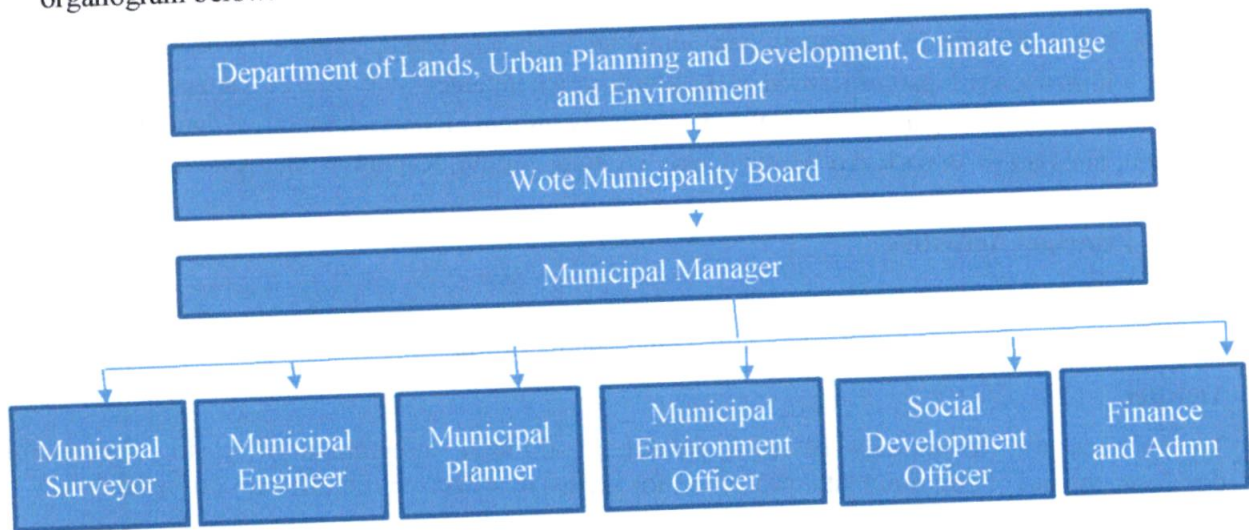 organogram below
Department of Lands, Urban Planning and Development, Climate change
and Environment
Wote Municipality Board
Municipal Manager
Municipal
Surveyor
Municipal
Engineer
Municipal
Planner
Municipal
Environment
Officer
Social
Development
Officer
Finance
and Admn